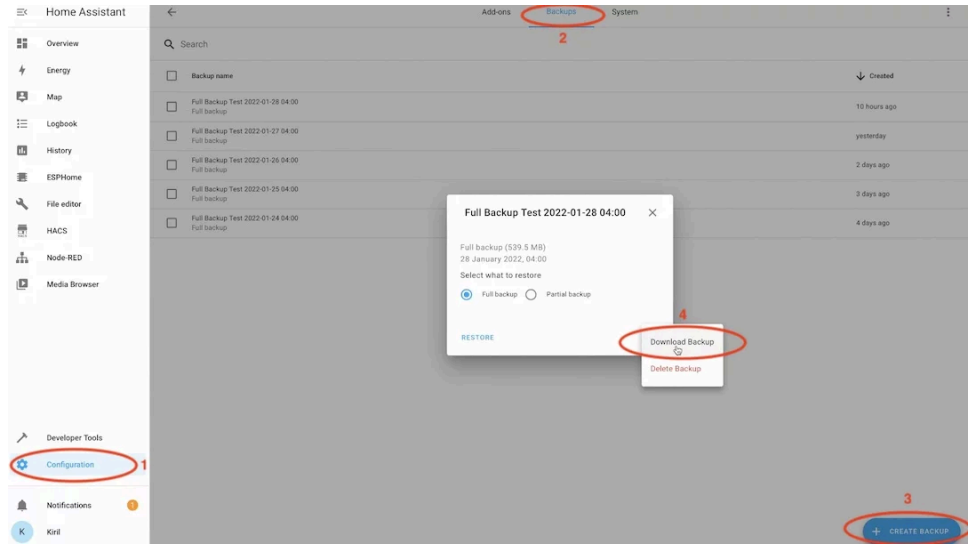 Home Assistant
Overview
Energy
Map
Logbook
History
ESPHome
File editor
HACS
Node-RED
Media Browser
Developer Tools
Configuration 1
Notifications 1
K Kiril
Add-ons Backups System
2
Search
Backup name Created
Full Backup Test 2022-01-28 04:00
Full backup
10 hours ago
Full Backup Test 2022-01-27 04:00
Full backup
yesterday
Full Backup Test 2022-01-26 04:00
Full backup
2 days ago
Full Backup Test 2022-01-25 04:00
Full backup
3 days ago
Full Backup Test 2022-01-24 04:00
Full backup
4 days ago
Full Backup Test 2022-01-28 04:00
Full backup (539.5 MB)
28 January 2022, 04:00
Select what to restore
Full backup Partial backup
RESTORE
4
Download Backup
Delete Backup
3
+ CREATE BACKUP